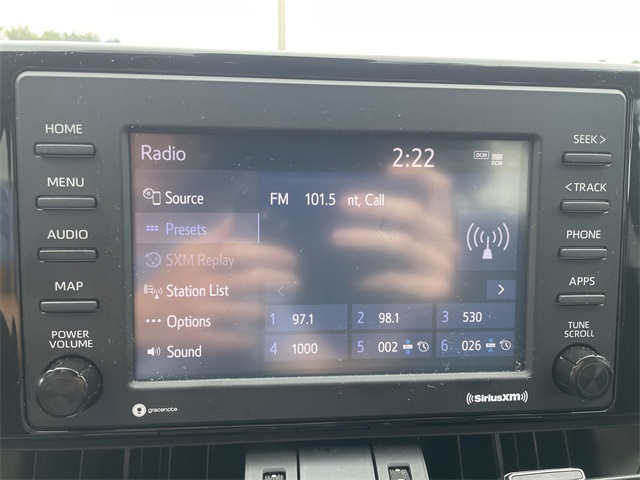 HOME
MENU
AUDIO
MAP
POWER
VOLUME
Radio
2:22
DCM
DCM
Source
Presets
SXM Replay
Station List
Options
Sound
FM 101.5 nt, Call
<
>
1 97.1
2 98.1
3 530
4 1000
5 002
6 026
SEEK >
< TRACK
PHONE
APPS
TUNE
SCROLL
gracenote
((SiriusXM))